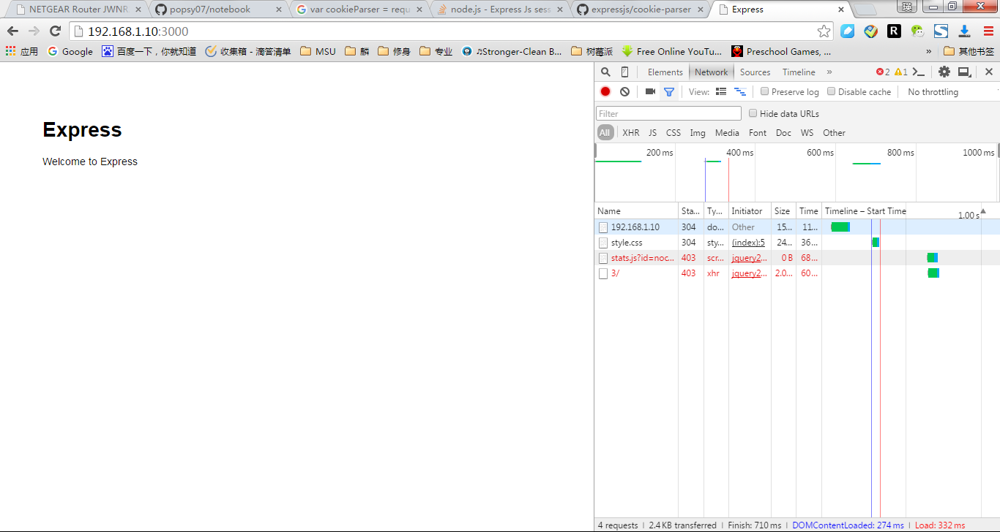 NETGEAR Router JWNR popsy07/notebook var cookieParser = requ node.js - Express Js sess expressjs/cookie-parser Express 英
192.168.1.10:3000
应用 Google 百度一下，你就知道 收集箱 - 滴答清单 MSU 麟 修身 专业 ♫Stronger-Clean B... 树莓派 Free Online YouTu... Preschool Games, ... » 其他书签
Elements Network Sources Timeline » 2 1
View: Preserve log Disable cache No throttling
Filter Hide data URLs
All XHR JS CSS Img Media Font Doc WS Other
200 ms 400 ms 600 ms 800 ms 1000 ms
Express
Welcome to Express
Name Sta... Ty... Initiator Size Time Timeline – Start Time 1.00 s
192.168.1.10 304 do... Other 15... 11...
style.css 304 sty... (index):5 24... 36...
stats.js?id=noc... 403 scr... jquery2... 0 B 68...
3/ 403 xhr jquery2... 2.0... 60...
4 requests | 2.4 KB transferred | Finish: 710 ms | DOMContentLoaded: 274 ms | Load: 332 ms